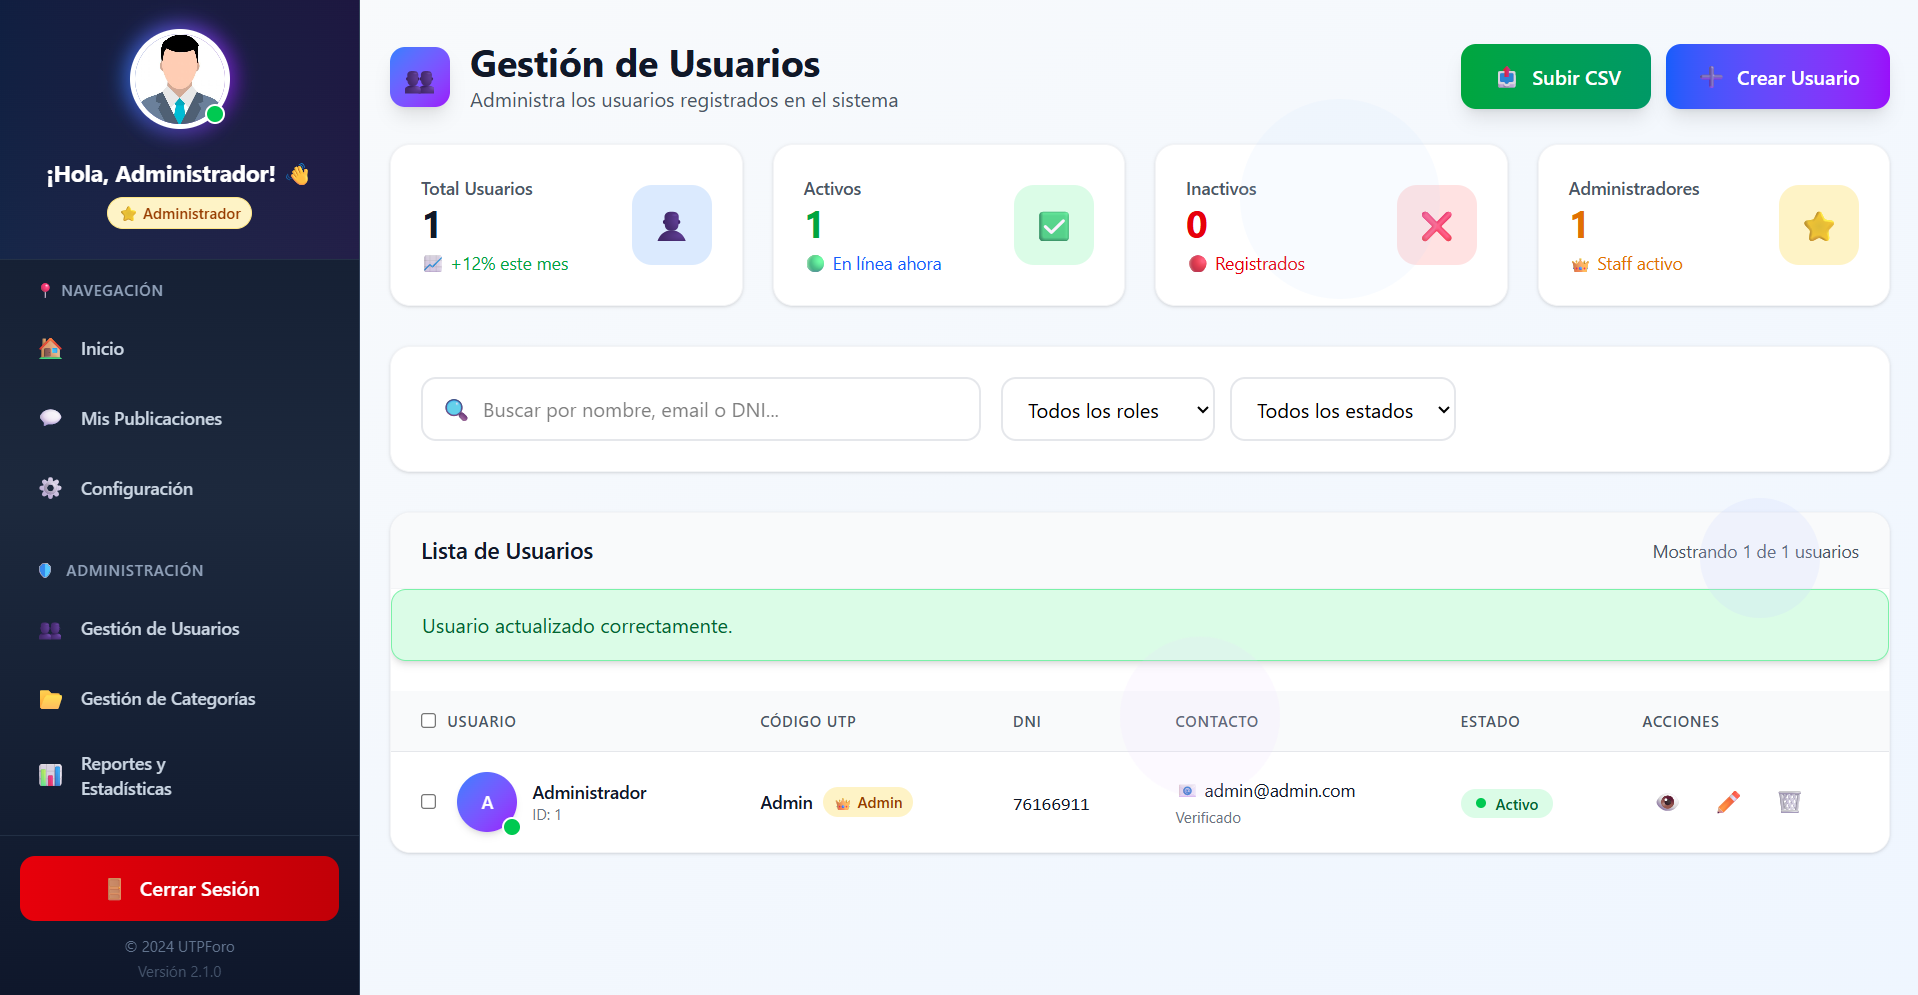 ¡Hola, Administrador! 👋
⭐ Administrador
📍 NAVEGACIÓN
🏠 Inicio
💬 Mis Publicaciones
⚙️ Configuración
🛡️ ADMINISTRACIÓN
👥 Gestión de Usuarios
📁 Gestión de Categorías
📊 Reportes y
Estadísticas
🚪 Cerrar Sesión
© 2024 UTPForo
Versión 2.1.0
Gestión de Usuarios
Administra los usuarios registrados en el sistema
📤 Subir CSV
➕ Crear Usuario
Total Usuarios
1
📈 +12% este mes
Activos
1
🟢 En línea ahora
Inactivos
0
🔴 Registrados
Administradores
1
👑 Staff activo
🔍 Buscar por nombre, email o DNI...
Todos los roles
Todos los estados
Lista de Usuarios
Mostrando 1 de 1 usuarios
Usuario actualizado correctamente.
USUARIO CÓDIGO UTP DNI CONTACTO ESTADO ACCIONES
A
Administrador
ID: 1
Admin 👑 Admin
76166911
📧 admin@admin.com
Verificado
Activo